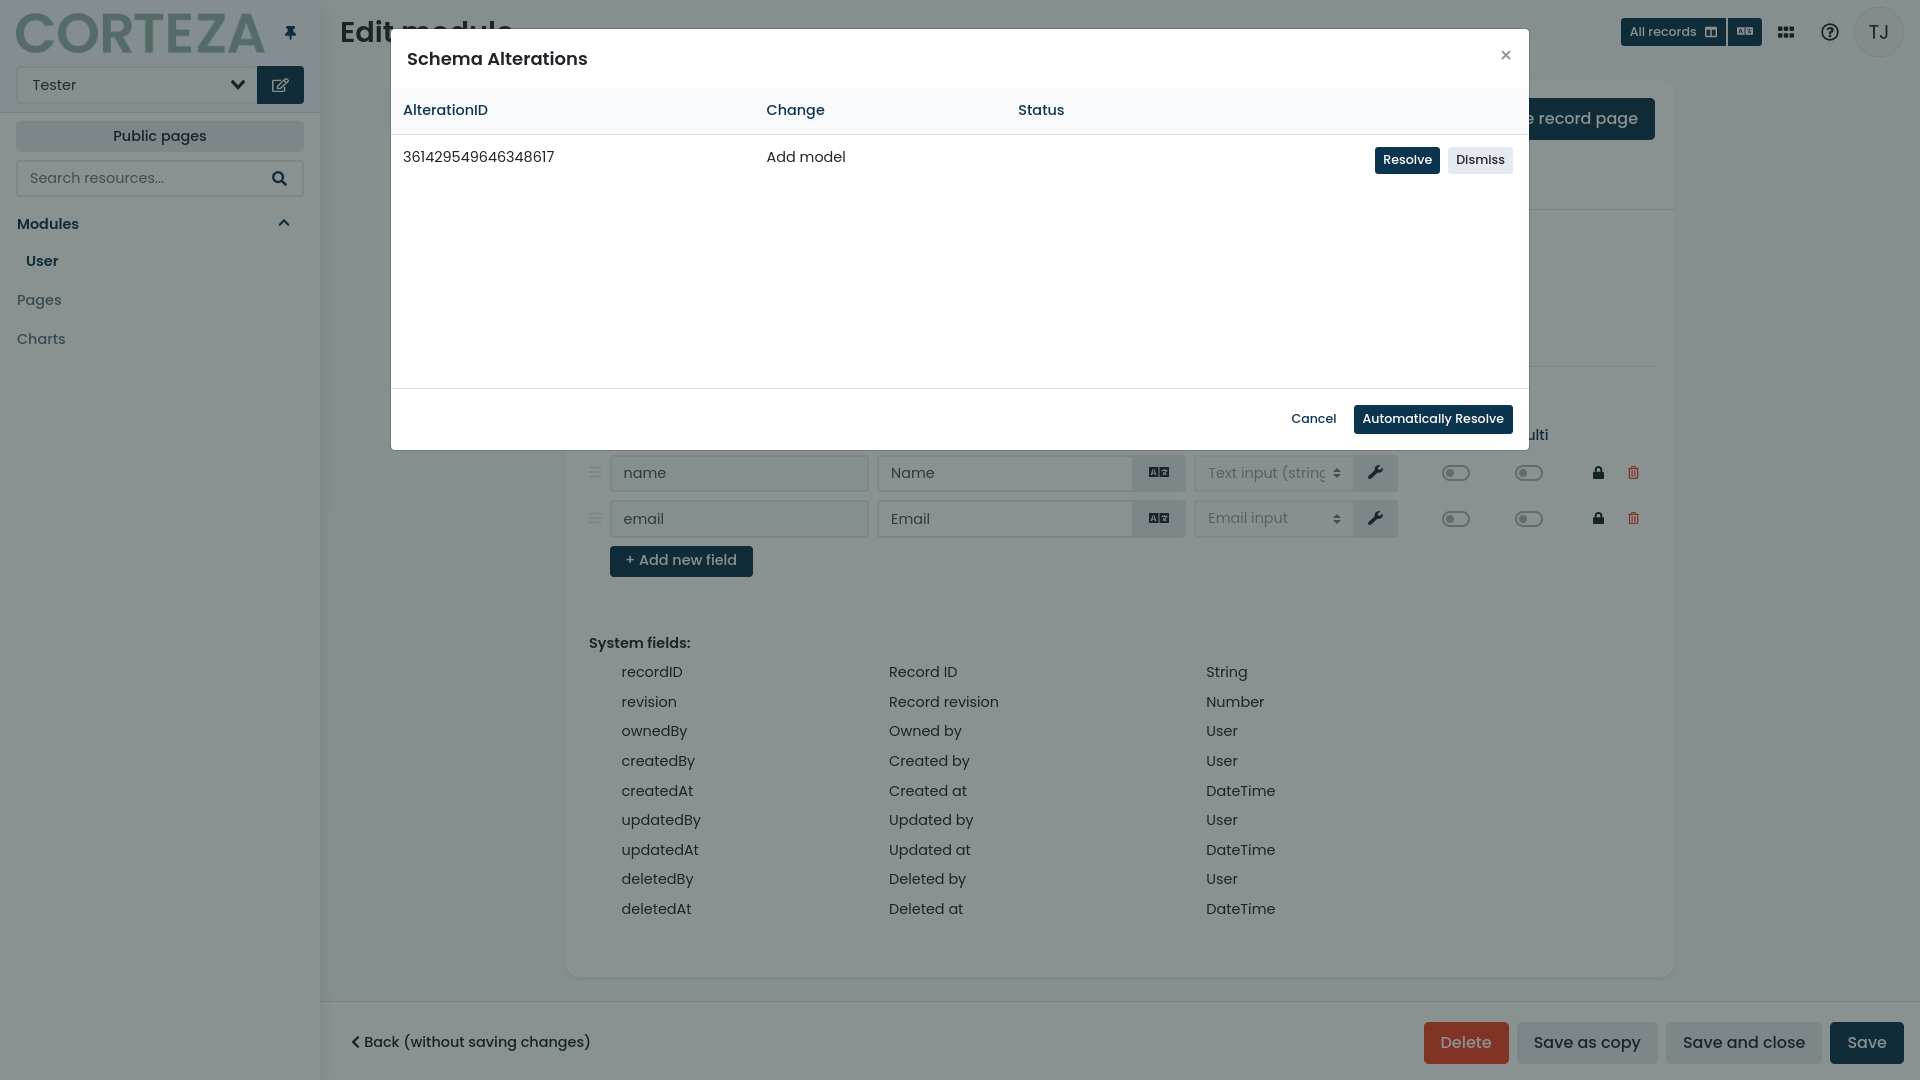 CORTEZA
Edit module
All records
TJ
Tester
Public pages
Search resources...
Modules
User
Pages
Charts
Schema Alterations
×
AlterationID Change Status
361429549646348617 Add model Resolve Dismiss
Cancel Automatically Resolve
record page
name Name Text input (string
email Email Email input
+ Add new field
System fields:
recordID Record ID String
revision Record revision Number
ownedBy Owned by User
createdBy Created by User
createdAt Created at DateTime
updatedBy Updated by User
updatedAt Updated at DateTime
deletedBy Deleted by User
deletedAt Deleted at DateTime
Back (without saving changes)
Delete Save as copy Save and close Save